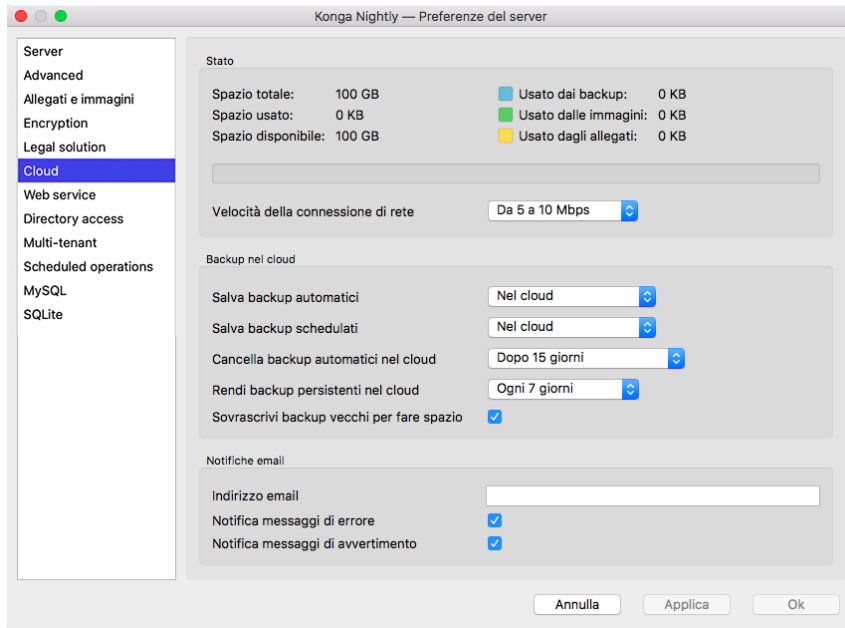 Konga Nightly — Preferenze del server
Server
Advanced
Allegati e immagini
Encryption
Legal solution
Cloud
Web service
Directory access
Multi-tenant
Scheduled operations
MySQL
SQLite
Stato
Spazio totale: 100 GB Usato dai backup: 0 KB
Spazio usato: 0 KB Usato dalle immagini: 0 KB
Spazio disponibile: 100 GB Usato dagli allegati: 0 KB
Velocità della connessione di rete Da 5 a 10 Mbps
Backup nel cloud
Salva backup automatici Nel cloud
Salva backup schedulati Nel cloud
Cancella backup automatici nel cloud Dopo 15 giorni
Rendi backup persistenti nel cloud Ogni 7 giorni
Sovrascrivi backup vecchi per fare spazio
Notifiche email
Indirizzo email
Notifica messaggi di errore
Notifica messaggi di avvertimento
Annulla Applica Ok